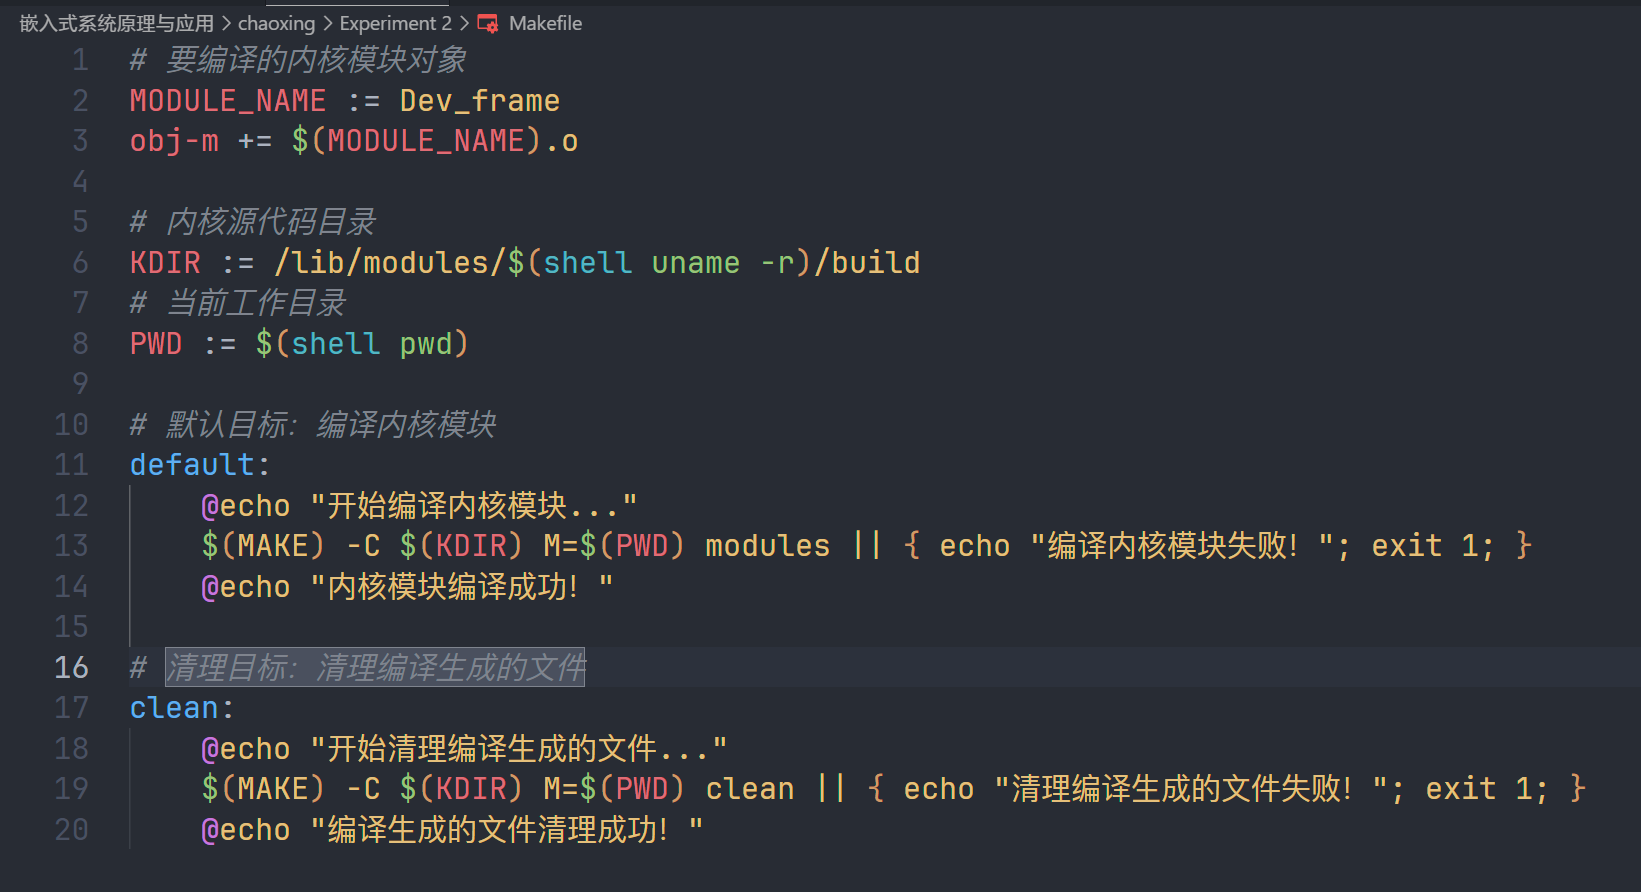 嵌入式系统原理与应用 > chaoxing > Experiment 2 > Makefile
1 # 要编译的内核模块对象
2 MODULE_NAME := Dev_frame
3 obj-m += $(MODULE_NAME).o
4
5 # 内核源代码目录
6 KDIR := /lib/modules/$(shell uname -r)/build
7 # 当前工作目录
8 PWD := $(shell pwd)
9
10 # 默认目标：编译内核模块
11 default:
12     @echo "开始编译内核模块..."
13     $(MAKE) -C $(KDIR) M=$(PWD) modules || { echo "编译内核模块失败！"; exit 1; }
14     @echo "内核模块编译成功！"
15
16 # 清理目标：清理编译生成的文件
17 clean:
18     @echo "开始清理编译生成的文件..."
19     $(MAKE) -C $(KDIR) M=$(PWD) clean || { echo "清理编译生成的文件失败！"; exit 1; }
20     @echo "编译生成的文件清理成功！"